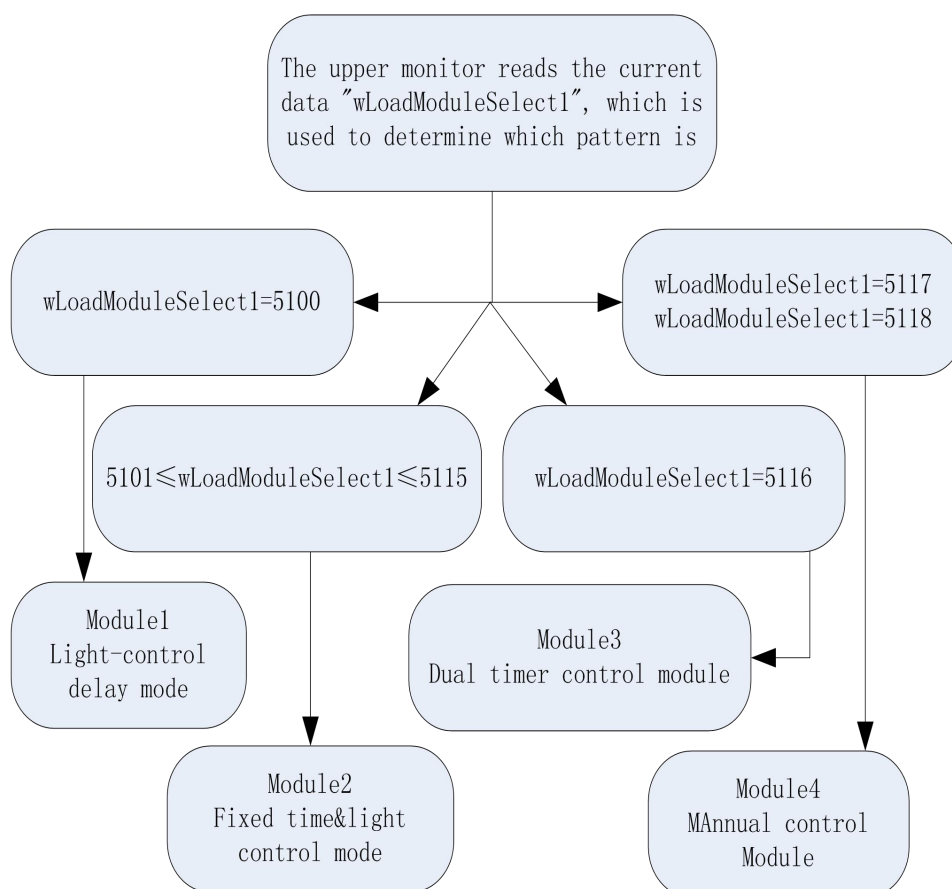 The upper monitor reads the current
data "wLoadModuleSelect1", which is
used to determine which pattern is
wLoadModuleSelect1=5100
wLoadModuleSelect1=5117
wLoadModuleSelect1=5118
5101≤wLoadModuleSelect1≤5115
wLoadModuleSelect1=5116
Module1
Light-control
delay mode
Module3
Dual timer control module
Module2
Fixed time&light
control mode
Module4
MAnnual control
Module